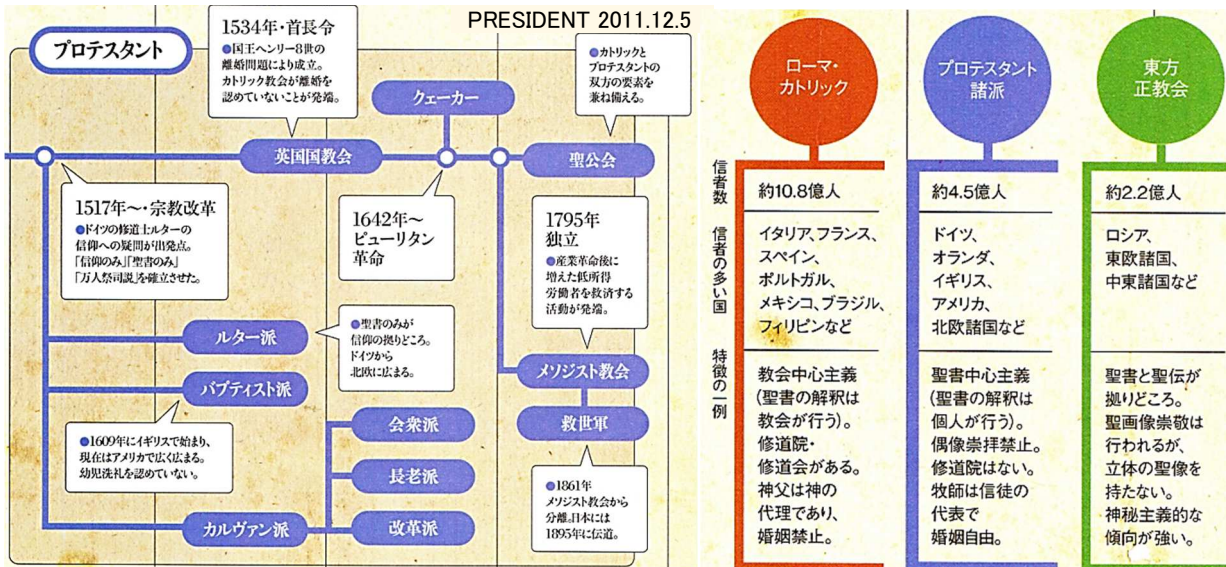 PRESIDENT 2011.12.5
プロテスタント
1534年・首長令
●国王ヘンリー8世の
離婚問題により成立。
カトリック教会が離婚を
認めていないことが発端。
●カトリックと
プロテスタントの
双方の要素を
兼ね備える。
クェーカー
英国国教会
聖公会
1517年～・宗教改革
●ドイツの修道士ルターの
信仰への疑問が出発点。
「信仰のみ」「聖書のみ」
「万人祭司説」を確立させた。
1642年～
ピューリタン
革命
1795年
独立
●産業革命後に
増えた低所得
労働者を救済する
活動が発端。
ルター派
●聖書のみが
信仰の拠りどころ。
ドイツから
北欧に広まる。
バプティスト派
●1609年にイギリスで始まり、
現在はアメリカで広く広まる。
幼児洗礼を認めていない。
メソジスト教会
救世軍
●1861年
メソジスト教会から
分離。日本には
1895年に伝道。
会衆派
長老派
カルヴァン派
改革派
ローマ・
カトリック
プロテスタント
諸派
東方
正教会
信者数
約10.8億人
約4.5億人
約2.2億人
信者の多い国
イタリア、フランス、
スペイン、
ポルトガル、
メキシコ、ブラジル、
フィリピンなど
ドイツ、
オランダ、
イギリス、
アメリカ、
北欧諸国など
ロシア、
東欧諸国、
中東諸国など
特徴の一例
教会中心主義
(聖書の解釈は
教会が行う)。
修道院・
修道会がある。
神父は神の
代理であり、
婚姻禁止。
聖書中心主義
(聖書の解釈は
個人が行う)。
偶像崇拝禁止。
修道院はない。
牧師は信徒の
代表で
婚姻自由。
聖書と聖伝が
拠りどころ。
聖画像崇敬は
行われるが、
立体の聖像を
持たない。
神秘主義的な
傾向が強い。